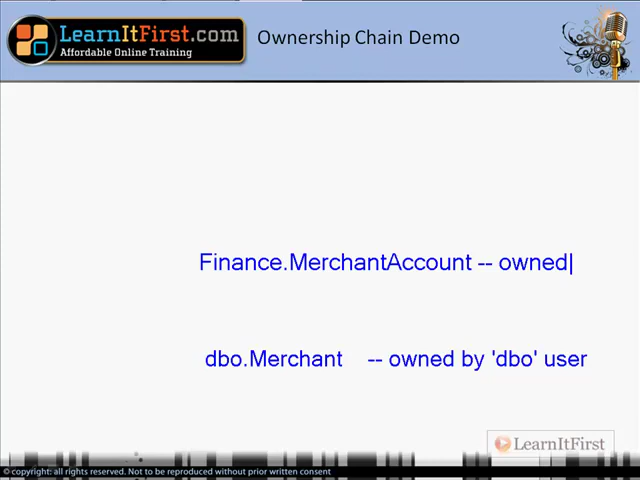 LearnItFirst.com
Affordable Online Training
Ownership Chain Demo
Finance.MerchantAccount -- owned
dbo.Merchant -- owned by 'dbo' user
LearnItFirst
© copyright: all rights reserved. Not to be reproduced without prior written consent